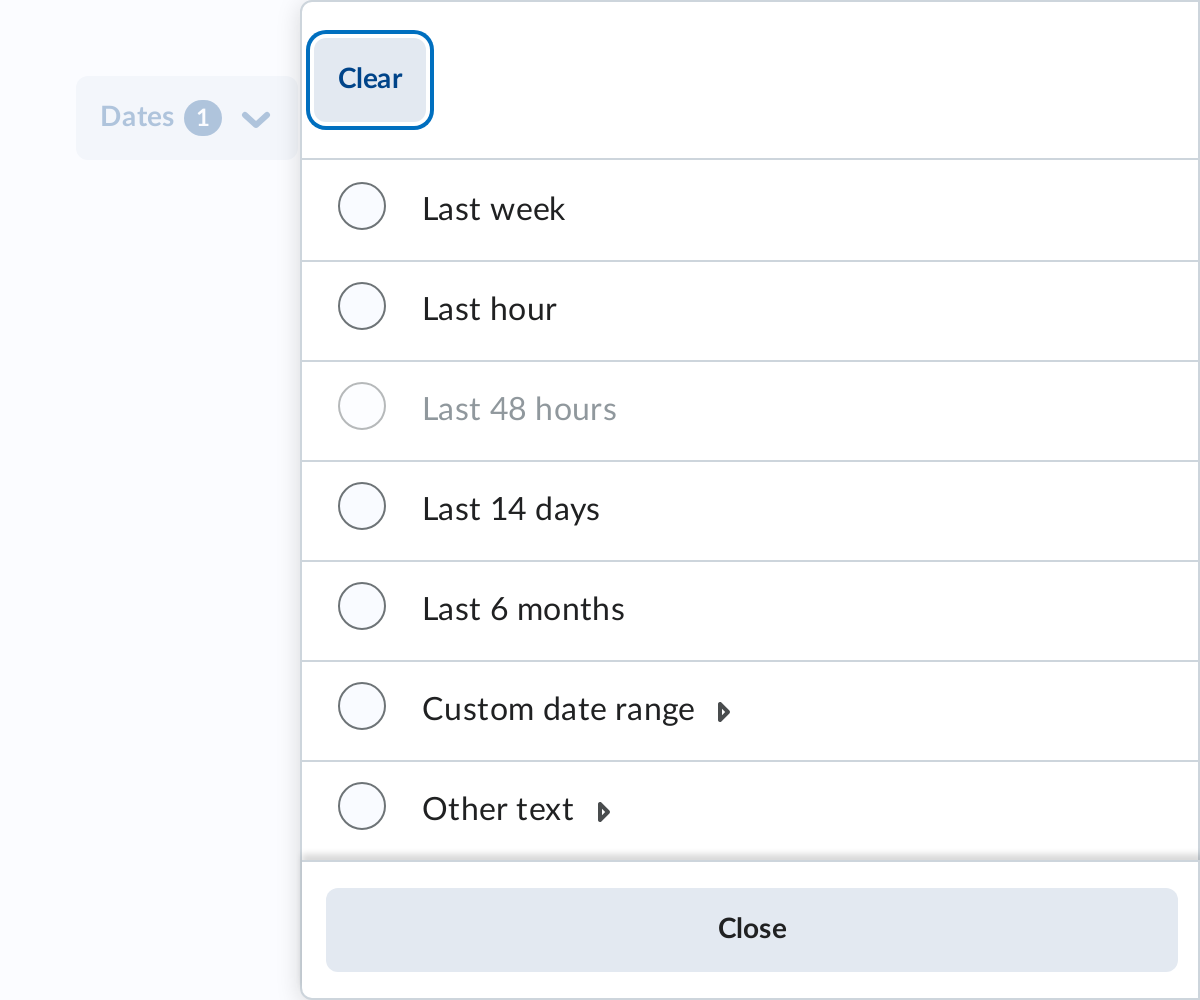 Clear
Dates 1
Last week
Last hour
Last 48 hours
Last 14 days
Last 6 months
Custom date range
Other text
Close